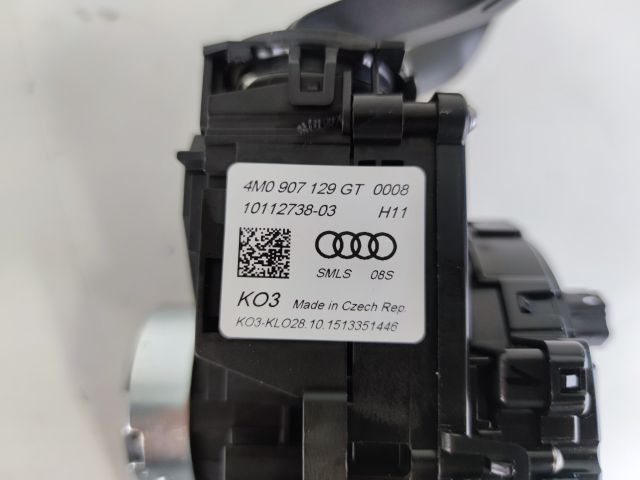 4M0 907 129 GT 0008
10112738-03 H11
SMLS 08S
KO3 Made in Czech Rep.
KO3-KLO28.10.1513351446